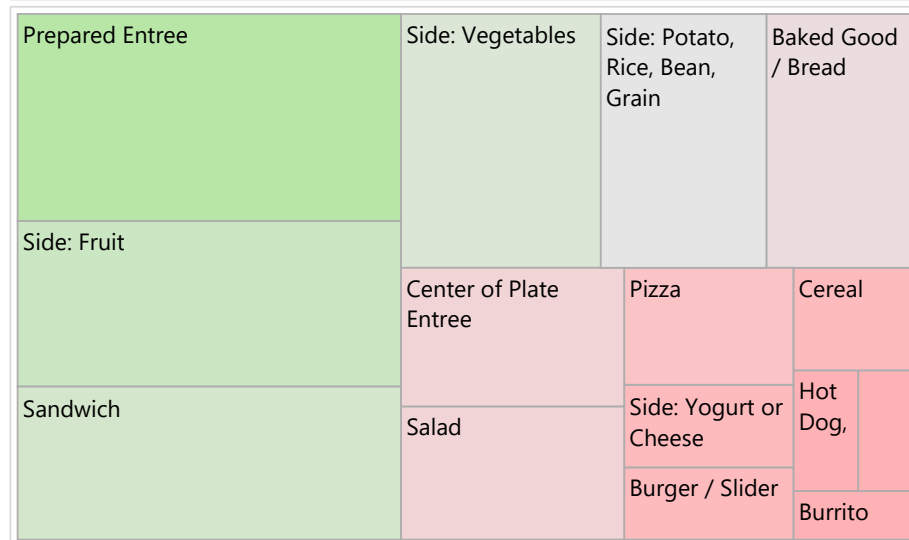 Prepared Entree
Side: Fruit
Sandwich
Side: Vegetables
Side: Potato,
Rice, Bean,
Grain
Baked Good
/ Bread
Center of Plate
Entree
Salad
Pizza
Side: Yogurt or
Cheese
Burger / Slider
Cereal
Hot
Dog,
Burrito